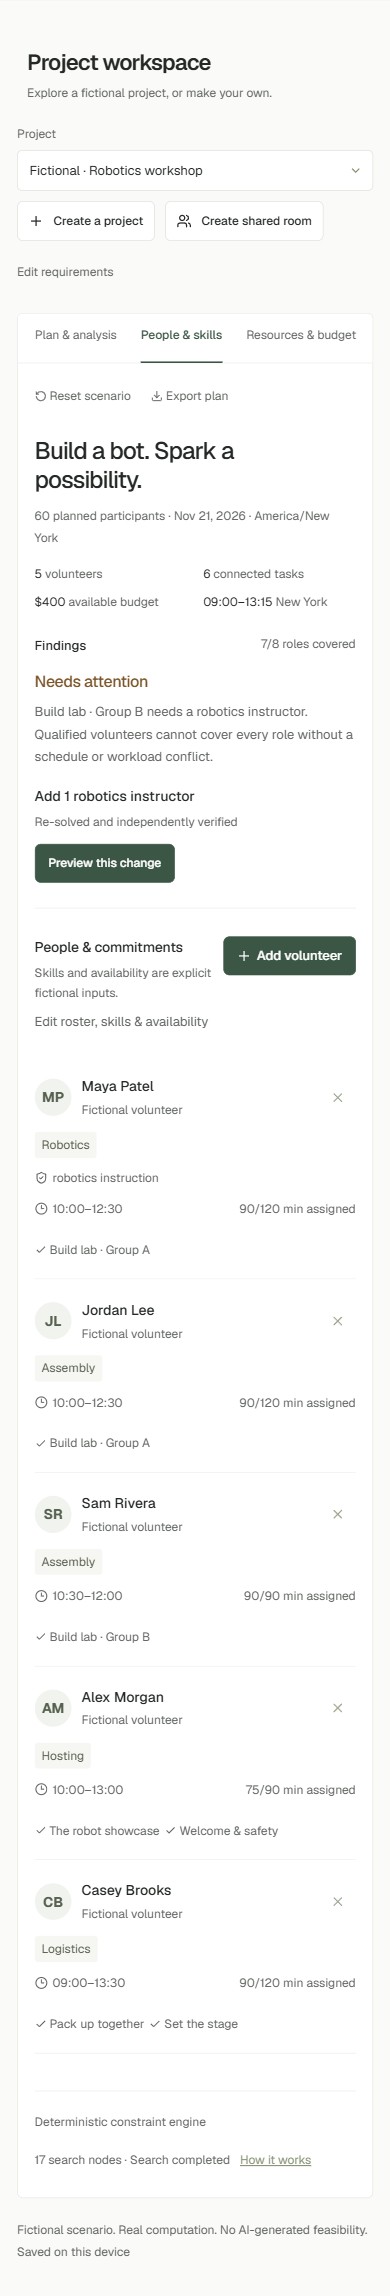 Project workspace
Explore a fictional project, or make your own.
Project
Fictional · Robotics workshop
Create a project
Create shared room
Edit requirements
Plan & analysis
People & skills
Resources & budget
Reset scenario
Export plan
Build a bot. Spark a
possibility.
60 planned participants · Nov 21, 2026 · America/New
York
5 volunteers
6 connected tasks
$400 available budget
09:00–13:15 New York
Findings
7/8 roles covered
Needs attention
Build lab · Group B needs a robotics instructor.
Qualified volunteers cannot cover every role without a
schedule or workload conflict.
Add 1 robotics instructor
Re-solved and independently verified
Preview this change
People & commitments
Skills and availability are explicit
fictional inputs.
Edit roster, skills & availability
Add volunteer
MP
Maya Patel
Fictional volunteer
Robotics
robotics instruction
10:00–12:30
90/120 min assigned
Build lab · Group A
JL
Jordan Lee
Fictional volunteer
Assembly
10:00–12:30
90/120 min assigned
Build lab · Group A
SR
Sam Rivera
Fictional volunteer
Assembly
10:30–12:00
90/90 min assigned
Build lab · Group B
AM
Alex Morgan
Fictional volunteer
Hosting
10:00–13:00
75/90 min assigned
The robot showcase
Welcome & safety
CB
Casey Brooks
Fictional volunteer
Logistics
09:00–13:30
90/120 min assigned
Pack up together
Set the stage
Deterministic constraint engine
17 search nodes · Search completed
How it works
Fictional scenario. Real computation. No AI-generated feasibility.
Saved on this device